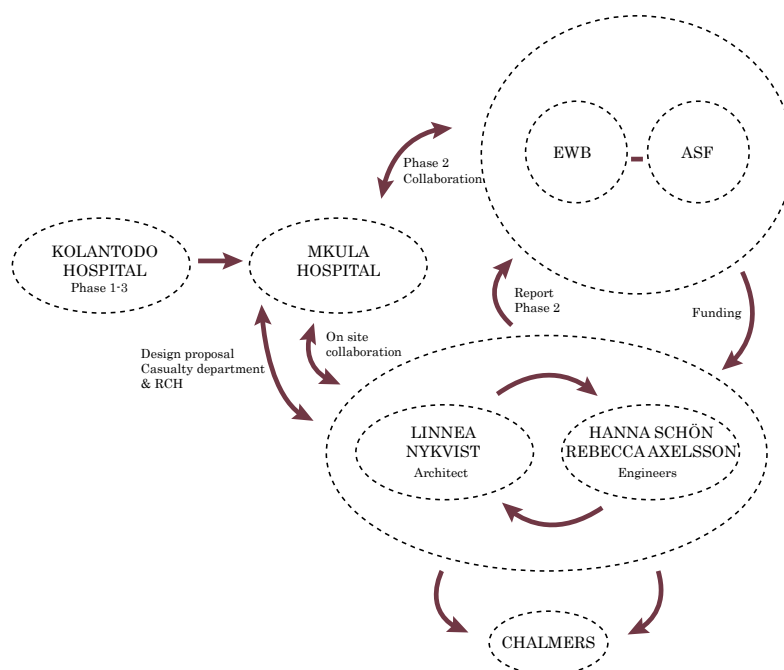 EWB
ASF
Phase 2
Collaboration
KOLANTODO
HOSPITAL
Phase 1-3
MKULA
HOSPITAL
Report
Phase 2
Funding
On site
collaboration
Design proposal
Casualty department
& RCH
LINNEA
NYKVIST
Architect
HANNA SCHÖN
REBECCA AXELSSON
Engineers
CHALMERS